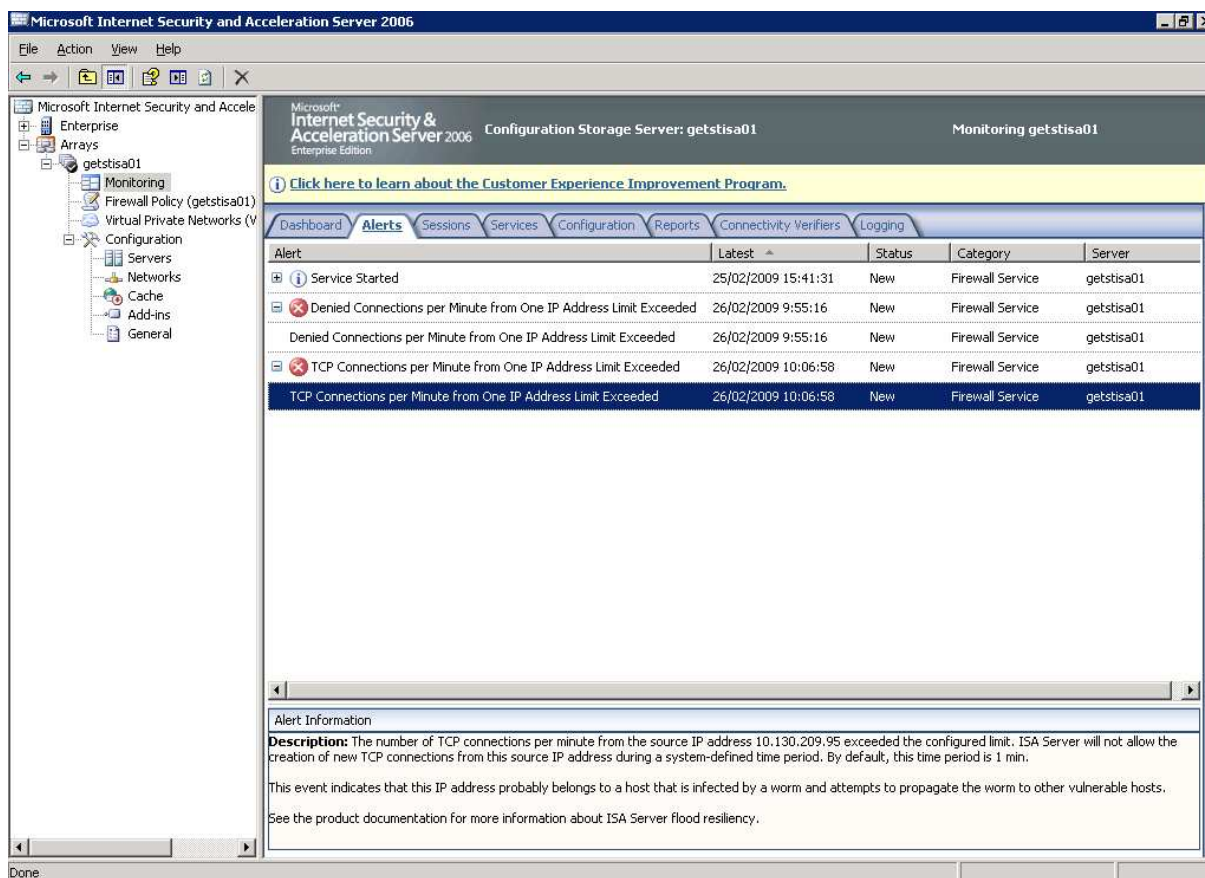 Microsoft Internet Security and Acceleration Server 2006
File Action View Help
Microsoft Internet Security and Accele
Enterprise
Arrays
getstisa01
Monitoring
Firewall Policy (getstisa01)
Virtual Private Networks (V
Configuration
Servers
Networks
Cache
Add-ins
General
Microsoft
Internet Security &
Acceleration Server 2006
Enterprise Edition
Configuration Storage Server: getstisa01
Monitoring getstisa01
Click here to learn about the Customer Experience Improvement Program.
Dashboard Alerts Sessions Services Configuration Reports Connectivity Verifiers Logging
Alert Latest Status Category Server
Service Started 25/02/2009 15:41:31 New Firewall Service getstisa01
Denied Connections per Minute from One IP Address Limit Exceeded 26/02/2009 9:55:16 New Firewall Service getstisa01
Denied Connections per Minute from One IP Address Limit Exceeded 26/02/2009 9:55:16 New Firewall Service getstisa01
TCP Connections per Minute from One IP Address Limit Exceeded 26/02/2009 10:06:58 New Firewall Service getstisa01
TCP Connections per Minute from One IP Address Limit Exceeded 26/02/2009 10:06:58 New Firewall Service getstisa01
Alert Information
Description: The number of TCP connections per minute from the source IP address 10.130.209.95 exceeded the configured limit. ISA Server will not allow the
creation of new TCP connections from this source IP address during a system-defined time period. By default, this time period is 1 min.
This event indicates that this IP address probably belongs to a host that is infected by a worm and attempts to propagate the worm to other vulnerable hosts.
See the product documentation for more information about ISA Server flood resiliency.
Done